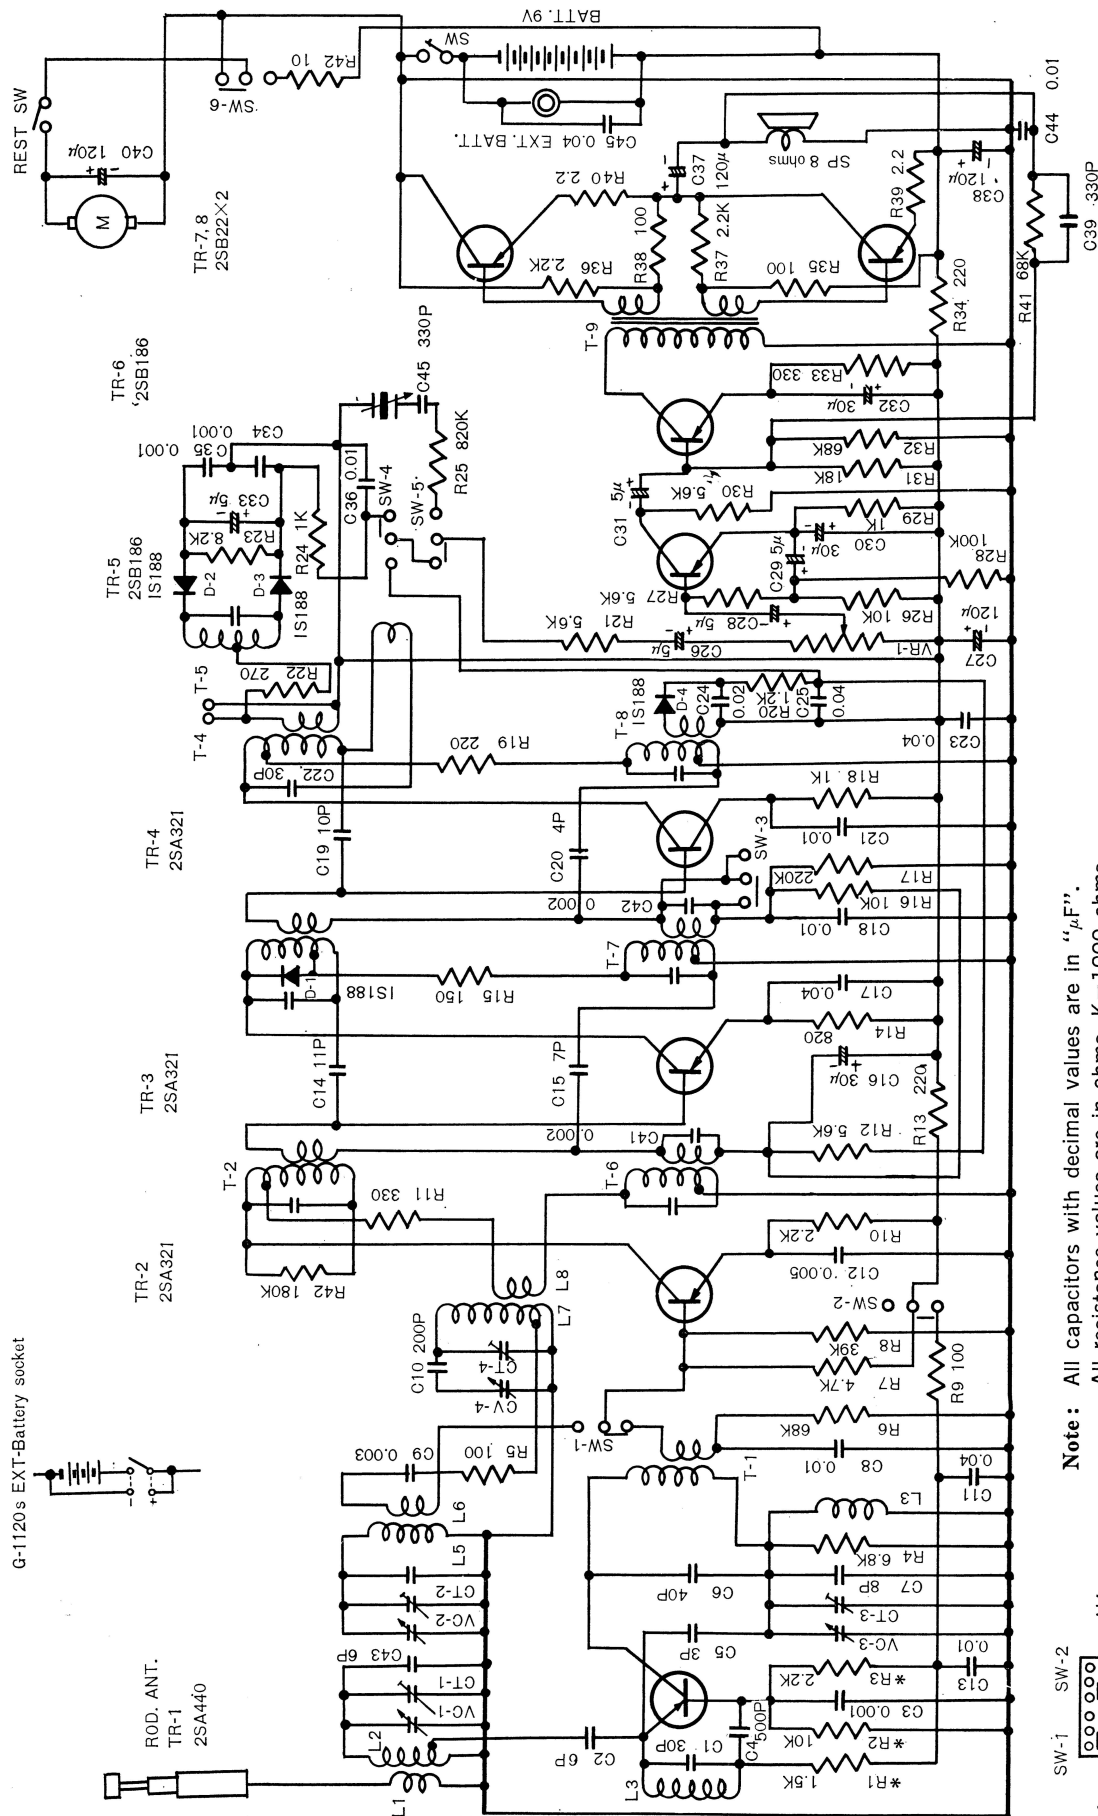 G-1120s EXT-Battery socket
- +
ROD. ANT.
TR-1
2SA440
TR-2
2SA321
TR-3
2SA321
TR-4
2SA321
TR-5
2SB186
IS188
TR-6
'2SB186
TR-7, 8
2SB22×2
REST SW
M
C40 120μ
SW-6
R42 10
BATT. 9V
SW
C45 0.04 EXT. BATT.
L1
L2
VC-1
CT-1
C43 6P
VC-2
CT-2
L5
L6
C9 0.003
R5 100
C10 200P
CV-4
CT-4
L7
L8
R42 180K
R11 330
T-2
C14 11P
D-1
IS188
R15 150
C19 10P
C22 30P
T-4
T-5
R22 270
R19 220
D-2
D-3
IS188
R23 8.2K
C33 5μ
C35 0.001
C34 0.001
R24 1K
C36 0.01
SW-4
SW-5
C45 330P
R25 820K
C2 6P
L3
C1 30P
C4 500P
C5 3P
C6 40P
T-1
SW-1
T-6
C41 0.002
C15 7P
T-7
C42 0.002
C20 4P
SW-3
T-8
IS188
D-4
C24 0.02
R20 1.2K
C25 0.04
R21 5.6K
C26 5μ
C28 5μ
VR-1
R27 5.6K
C29 5μ
C31 5μ
R30 5.6K
T-9
R36 2.2K
R38 100
R37 2.2K
R35 100
R40 2.2
C37 120μ
SP 8 ohms
R39 2.2
*R1 1.5K
*R2 10K
C3 0.001
*R3 2.2K
C13 0.01
VC-3
CT-3
C7 8P
R4 6.8K
L3
C11 0.04
C8 0.01
R6 68K
R9 100
R7 4.7K
R8 39K
SW-2
C12 0.005
R10 2.2K
R13 220
R12 5.6K
C16 30μ
R14 820
C17 0.04
C18 0.01
R16 10K
R17 220K
C21 0.01
R18 1K
C23 0.04
C27 120μ
R26 10K
R28 100K
C30 30μ
R29 1K
R31 18K
R32 68K
C32 30μ
R33 330
R34 220
R41 68K
C38 120μ
C39 330P
C44 0.01
Note : All capacitors with decimal values are in “μF”.
SW-1 SW-2